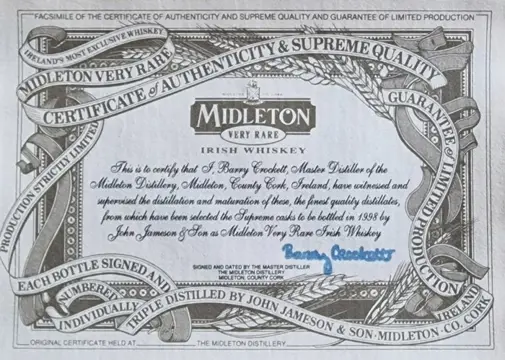 FACSIMILE OF THE CERTIFICATE OF AUTHENTICITY AND SUPREME QUALITY AND GUARANTEE OF LIMITED PRODUCTION
IRELAND'S MOST EXCLUSIVE WHISKEY
MIDLETON VERY RARE
CERTIFICATE of AUTHENTICITY & SUPREME QUALITY
GUARANTEE of LIMITED PRODUCTION
PRODUCTION STRICTLY LIMITED
MIDLETON
VERY RARE
IRISH WHISKEY
This is to certify that I, Barry Crockett, Master Distiller of the
Midleton Distillery, Midleton, County Cork, Ireland, have witnessed and
supervised the distillation and maturation of these, the finest quality distillates,
from which have been selected the Supreme casks to be bottled in 1998 by
John Jameson & Son as Midleton Very Rare Irish Whiskey
Barry Crockett
SIGNED AND DATED BY THE MASTER DISTILLER
THE MIDLETON DISTILLERY
MIDLETON, COUNTY CORK
EACH BOTTLE SIGNED AND
NUMBERED
INDIVIDUALLY
TRIPLE DISTILLED BY JOHN JAMESON & SON · MIDLETON · CO. CORK
IRELAND
ORIGINAL CERTIFICATE HELD AT THE MIDLETON DISTILLERY